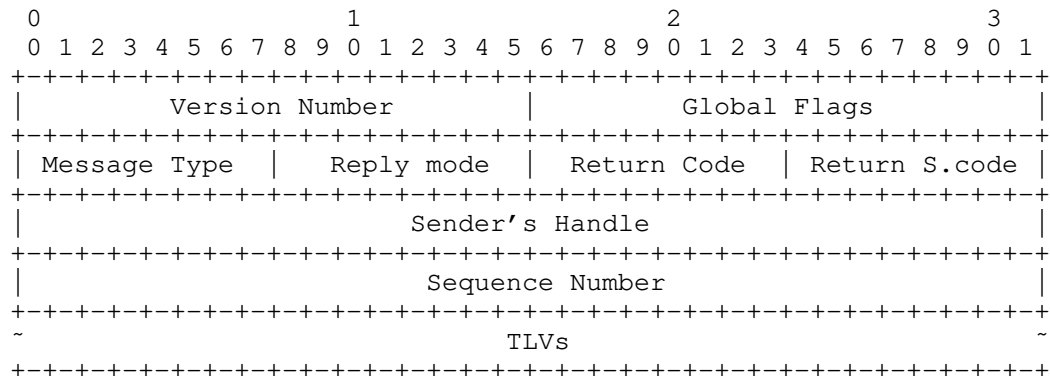 0                   1                   2                   3
0 1 2 3 4 5 6 7 8 9 0 1 2 3 4 5 6 7 8 9 0 1 2 3 4 5 6 7 8 9 0 1
+-+-+-+-+-+-+-+-+-+-+-+-+-+-+-+-+-+-+-+-+-+-+-+-+-+-+-+-+-+-+-+-+
|         Version Number        |         Global Flags          |
+-+-+-+-+-+-+-+-+-+-+-+-+-+-+-+-+-+-+-+-+-+-+-+-+-+-+-+-+-+-+-+-+
| Message Type  |   Reply mode  |  Return Code  | Return S.code |
+-+-+-+-+-+-+-+-+-+-+-+-+-+-+-+-+-+-+-+-+-+-+-+-+-+-+-+-+-+-+-+-+
|                        Sender’s Handle                        |
+-+-+-+-+-+-+-+-+-+-+-+-+-+-+-+-+-+-+-+-+-+-+-+-+-+-+-+-+-+-+-+-+
|                         Sequence Number                       |
+-+-+-+-+-+-+-+-+-+-+-+-+-+-+-+-+-+-+-+-+-+-+-+-+-+-+-+-+-+-+-+-+
~                              TLVs                             ~
+-+-+-+-+-+-+-+-+-+-+-+-+-+-+-+-+-+-+-+-+-+-+-+-+-+-+-+-+-+-+-+-+